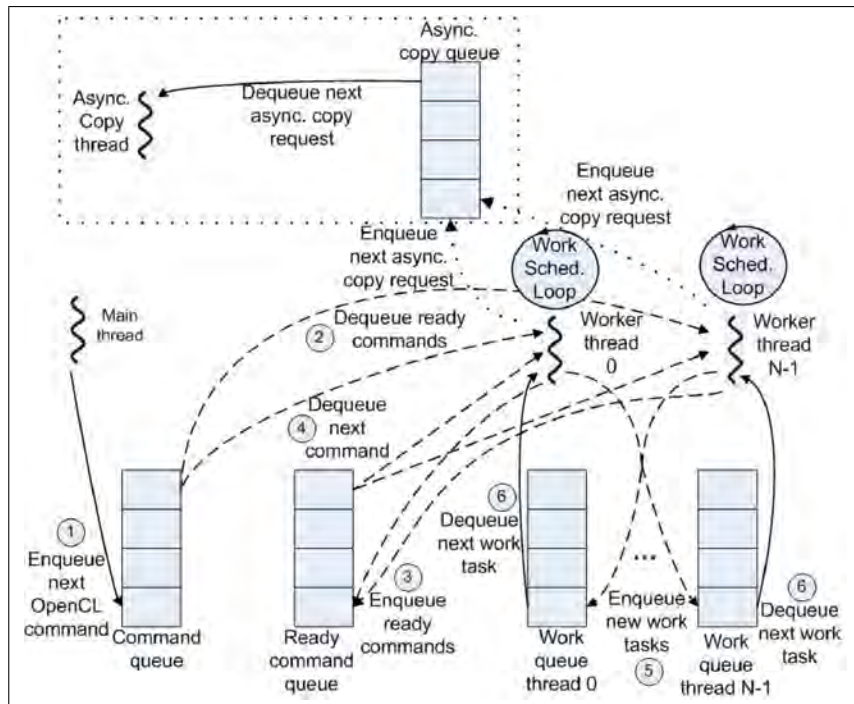 Async.
copy queue
Async.
Copy
thread
Dequeue next
async. copy
request
Enqueue
next async.
copy request
Enqueue
next async.
copy request
Work
Sched.
Loop
Work
Sched.
Loop
Main
thread
2
Dequeue ready
commands
Worker
thread
0
Worker
thread
N-1
4
Dequeue
next
command
1
Enqueue
next
OpenCL
command
6
Dequeue
next work
task
3
Enqueue
ready
commands
...
Enqueue
new work
tasks
5
6
Dequeue
next work
task
Command
queue
Ready
command
queue
Work
queue
thread 0
Work
queue
thread N-1